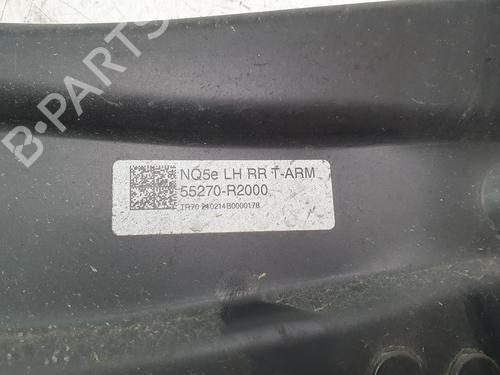 B-PARTS
NQ5e LH RR T-ARM
55270-R2000
TR70 240214B0000178